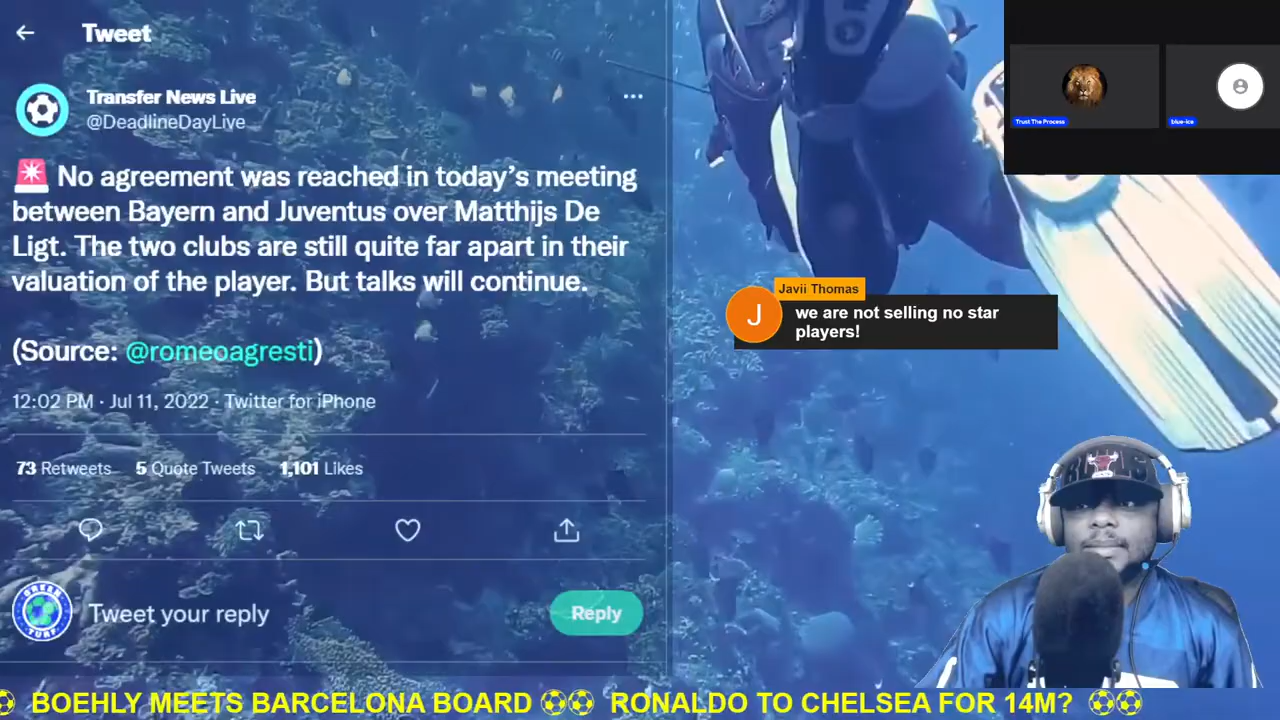 Tweet
Transfer News Live
@DeadlineDayLive
No agreement was reached in today's meeting
between Bayern and Juventus over Matthijs De
Ligt. The two clubs are still quite far apart in their
valuation of the player. But talks will continue.
(Source: @romeoagresti)
12:02 PM · Jul 11, 2022 · Twitter for iPhone
73 Retweets 5 Quote Tweets 1,101 Likes
GREEN
TURF
Tweet your reply
Reply
Trust The Process
blue-ice
J
Javii Thomas
we are not selling no star
players!
BOEHLY MEETS BARCELONA BOARD RONALDO TO CHELSEA FOR 14M?